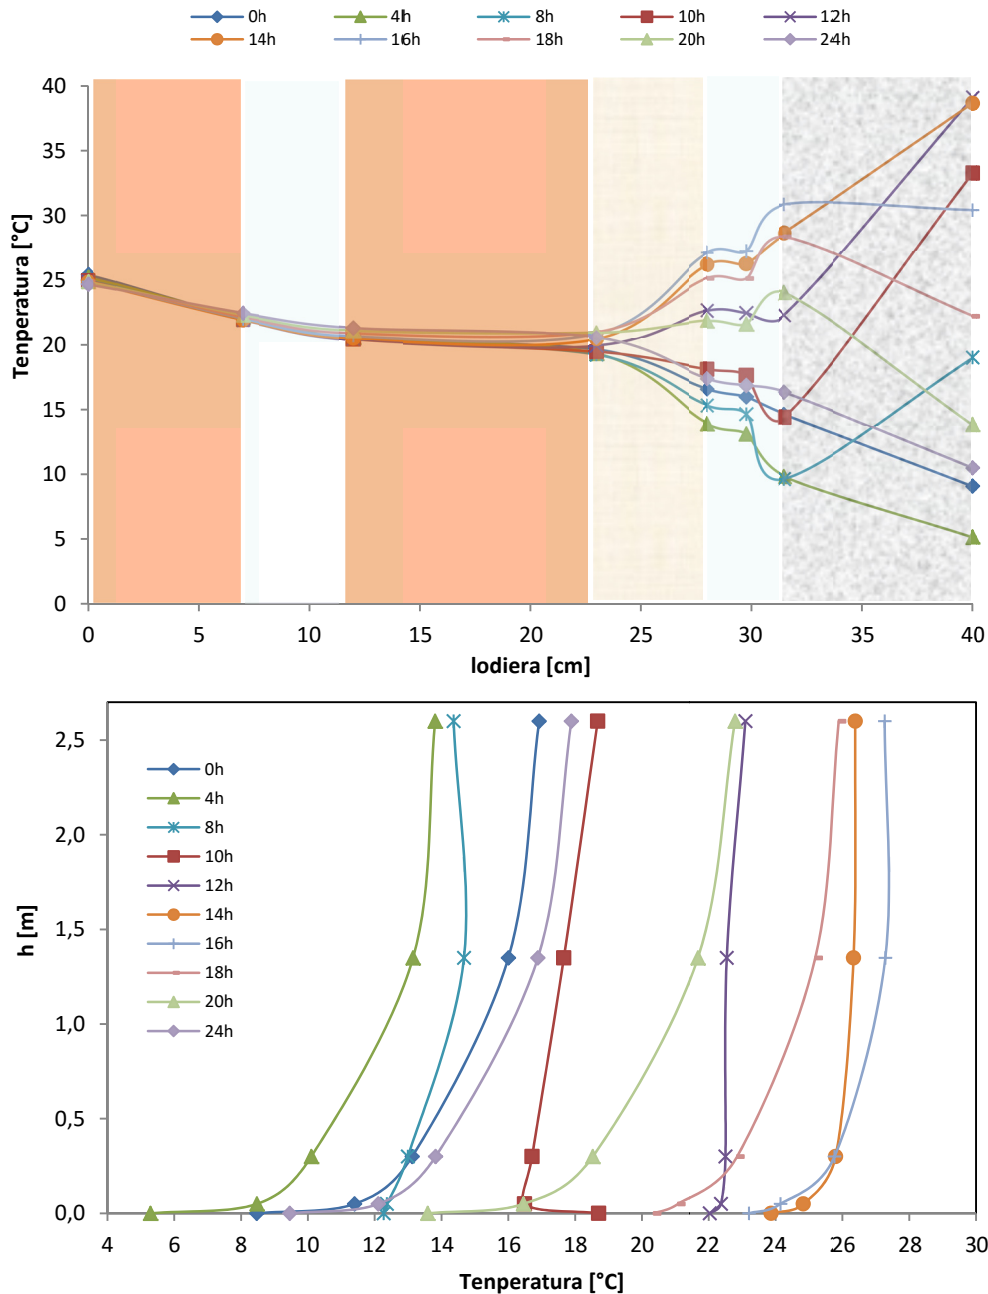 0h 4h 8h 10h 12h
14h 16h 18h 20h 24h
40
35
30
25
20
15
10
5
0
Tenperatura [°C]
0 5 10 15 20 25 30 35 40
lodiera [cm]
2,5
2,0
1,5
1,0
0,5
0,0
h [m]
0h
4h
8h
10h
12h
14h
16h
18h
20h
24h
4 6 8 10 12 14 16 18 20 22 24 26 28 30
Tenperatura [°C]